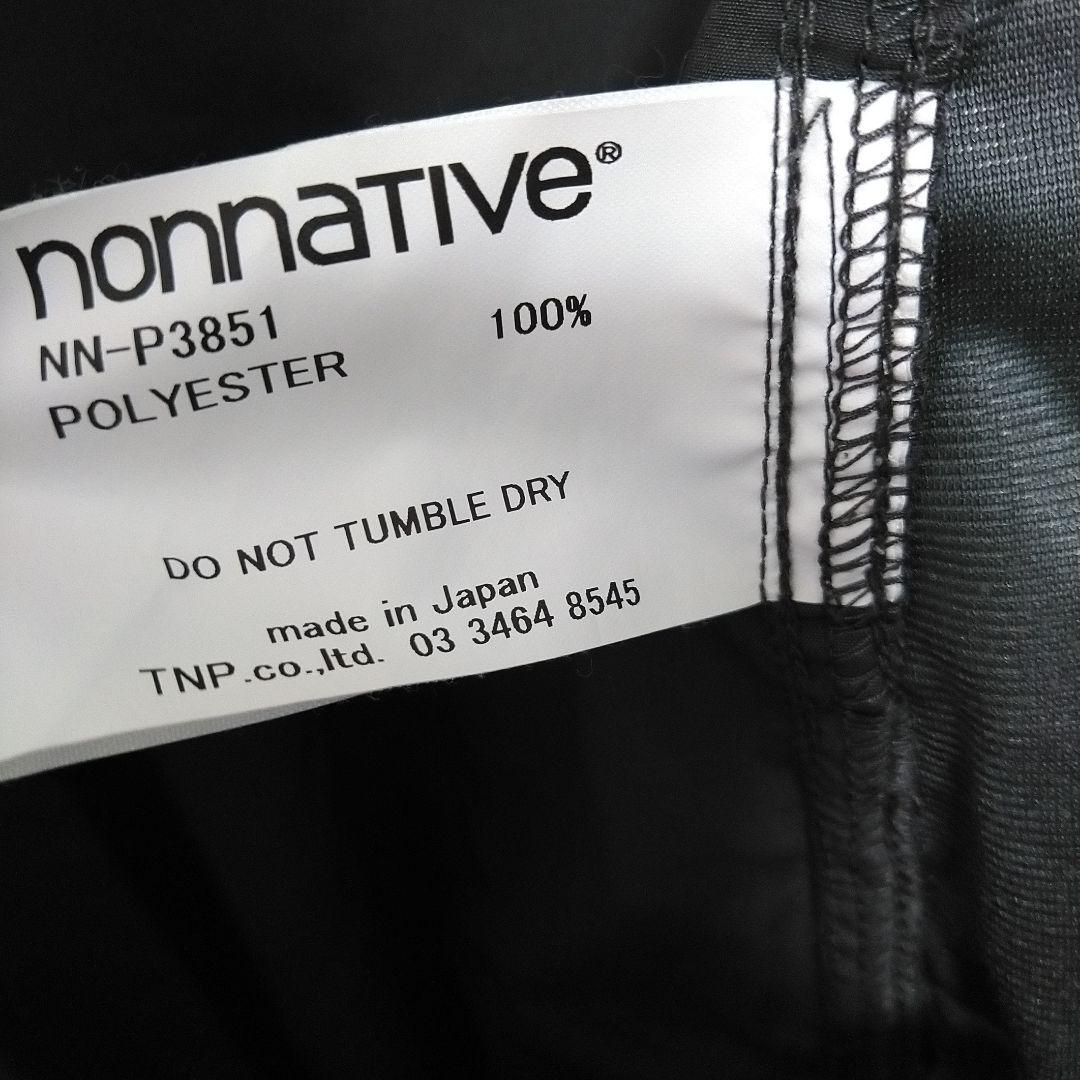 nonnaTIVe®
NN-P3851
POLYESTER 100%
DO NOT TUMBLE DRY
made in Japan
TNP.co.,ltd. 03 3464 8545